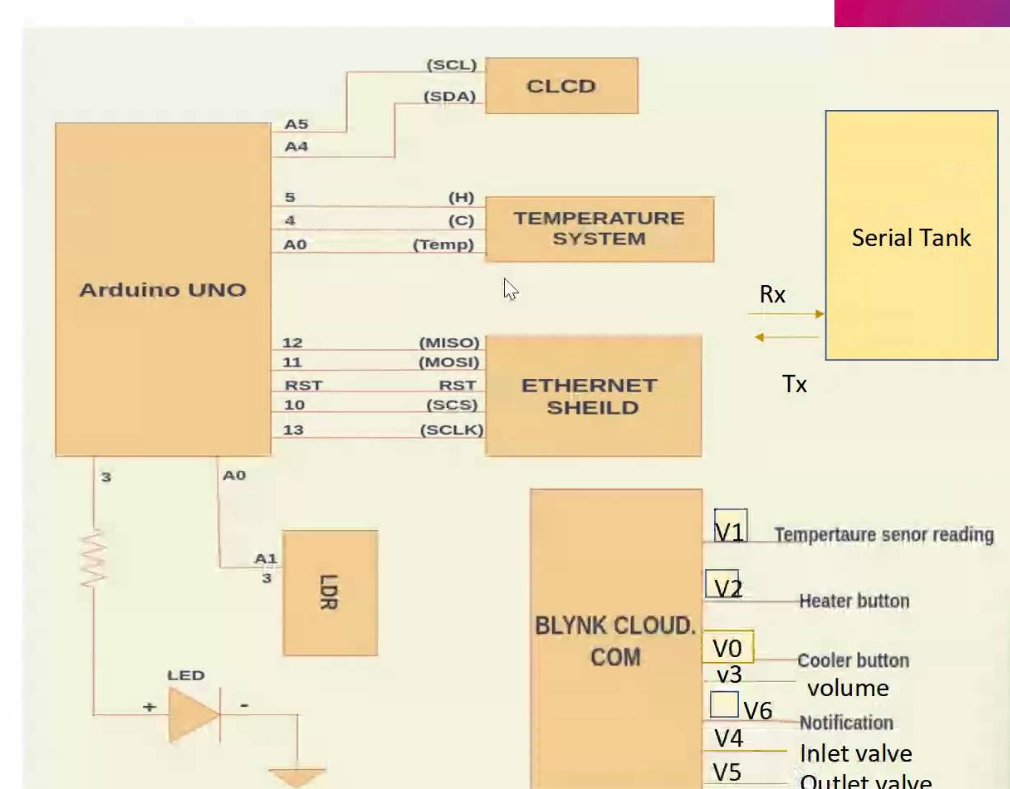 (SCL)
CLCD
(SDA)
A5
A4
5
(H)
4
(C)
A0
(Temp)
TEMPERATURE
SYSTEM
Serial Tank
Arduino UNO
Rx
Tx
12
(MISO)
11
(MOSI)
RST
RST
10
(SCS)
13
(SCLK)
ETHERNET
SHEILD
3
A0
A1
3
LDR
LED
+
-
BLYNK CLOUD.
COM
V1
Tempertaure senor reading
V2
Heater button
V0
Cooler button
v3
volume
V6
Notification
V4
Inlet valve
V5
Outlet valve